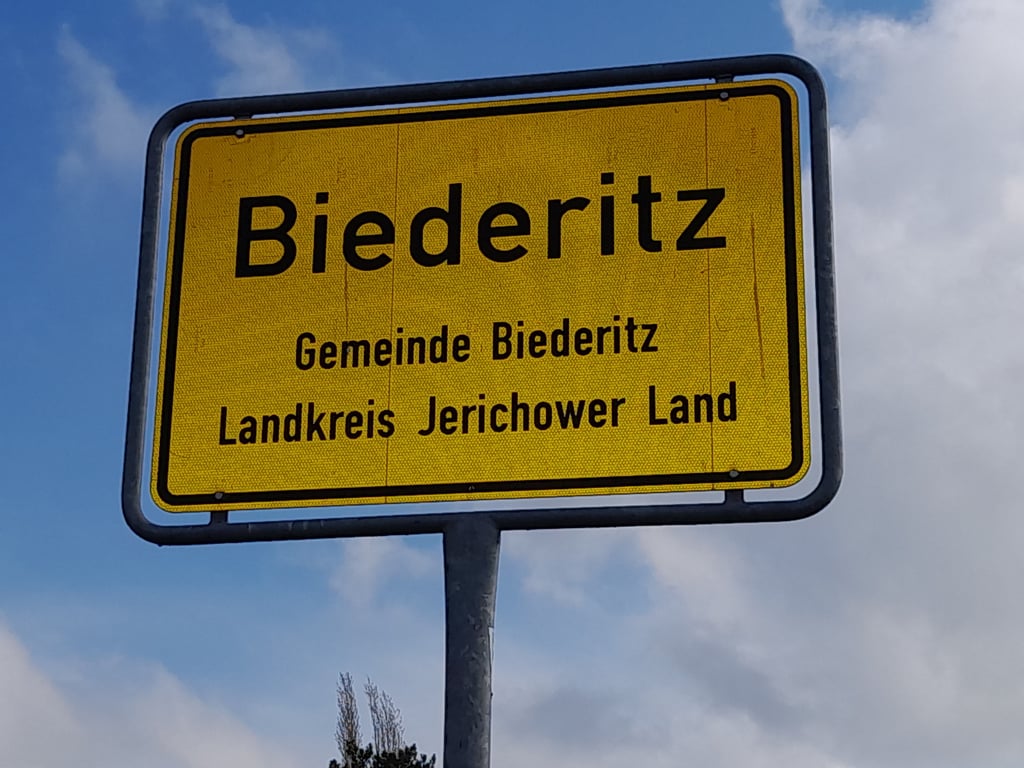 Biederitz
Gemeinde Biederitz
Landkreis Jerichower Land